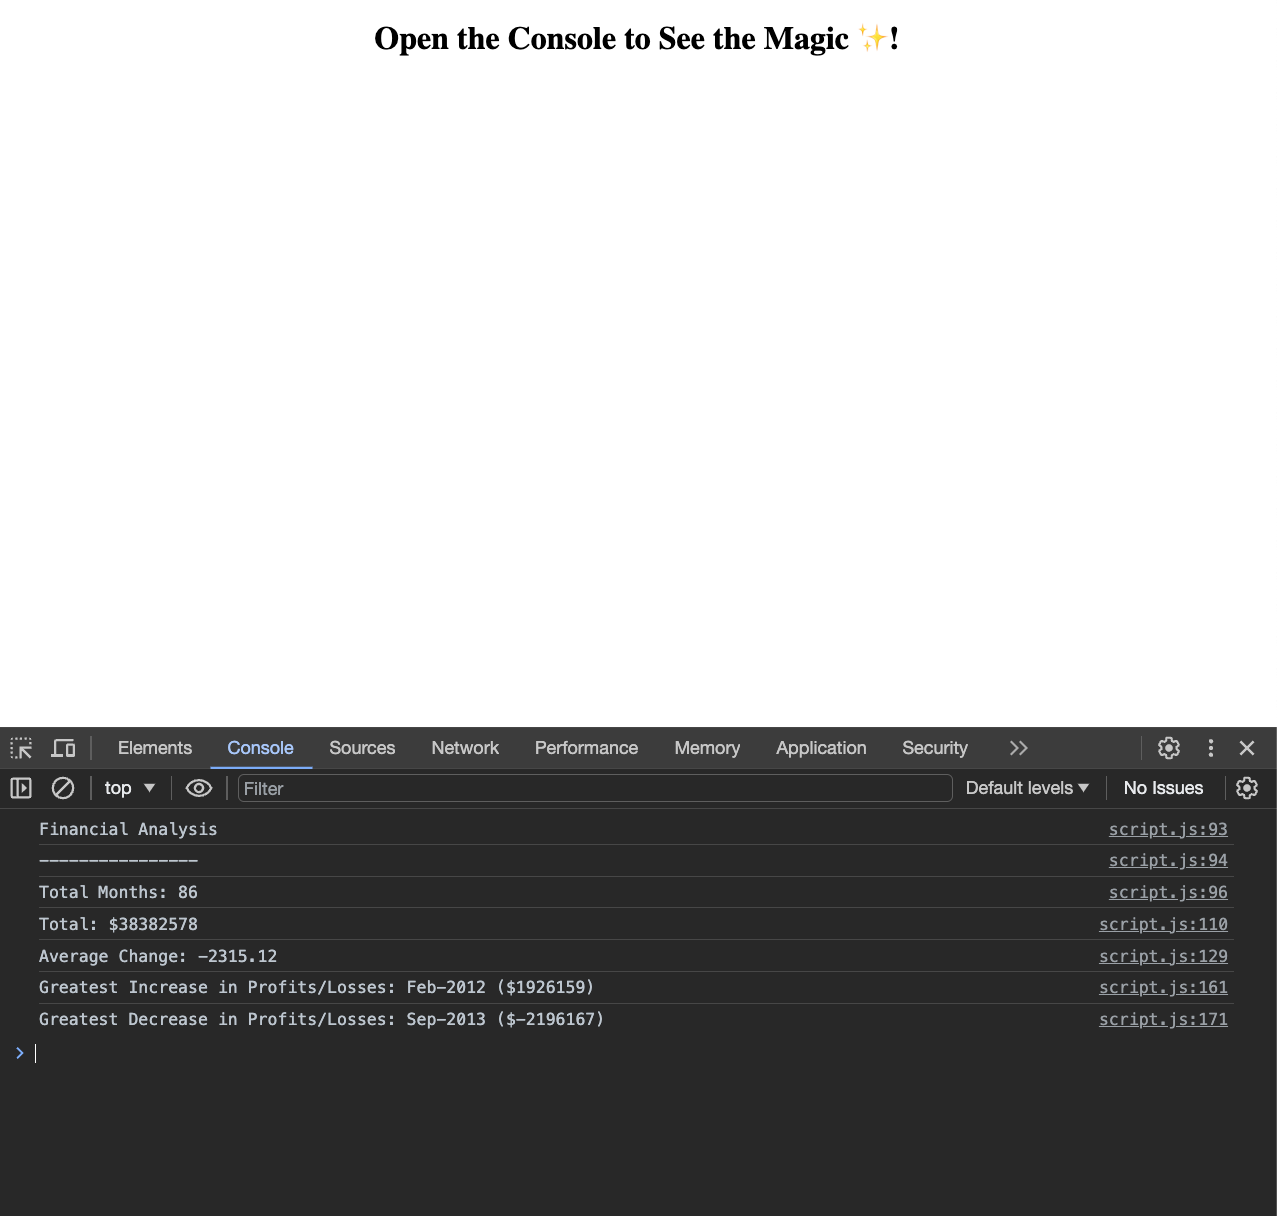 Open the Console to See the Magic ✨!
Elements Console Sources Network Performance Memory Application Security
top Filter Default levels No Issues
Financial Analysis script.js:93
---------------- script.js:94
Total Months: 86 script.js:96
Total: $38382578 script.js:110
Average Change: -2315.12 script.js:129
Greatest Increase in Profits/Losses: Feb-2012 ($1926159) script.js:161
Greatest Decrease in Profits/Losses: Sep-2013 ($-2196167) script.js:171